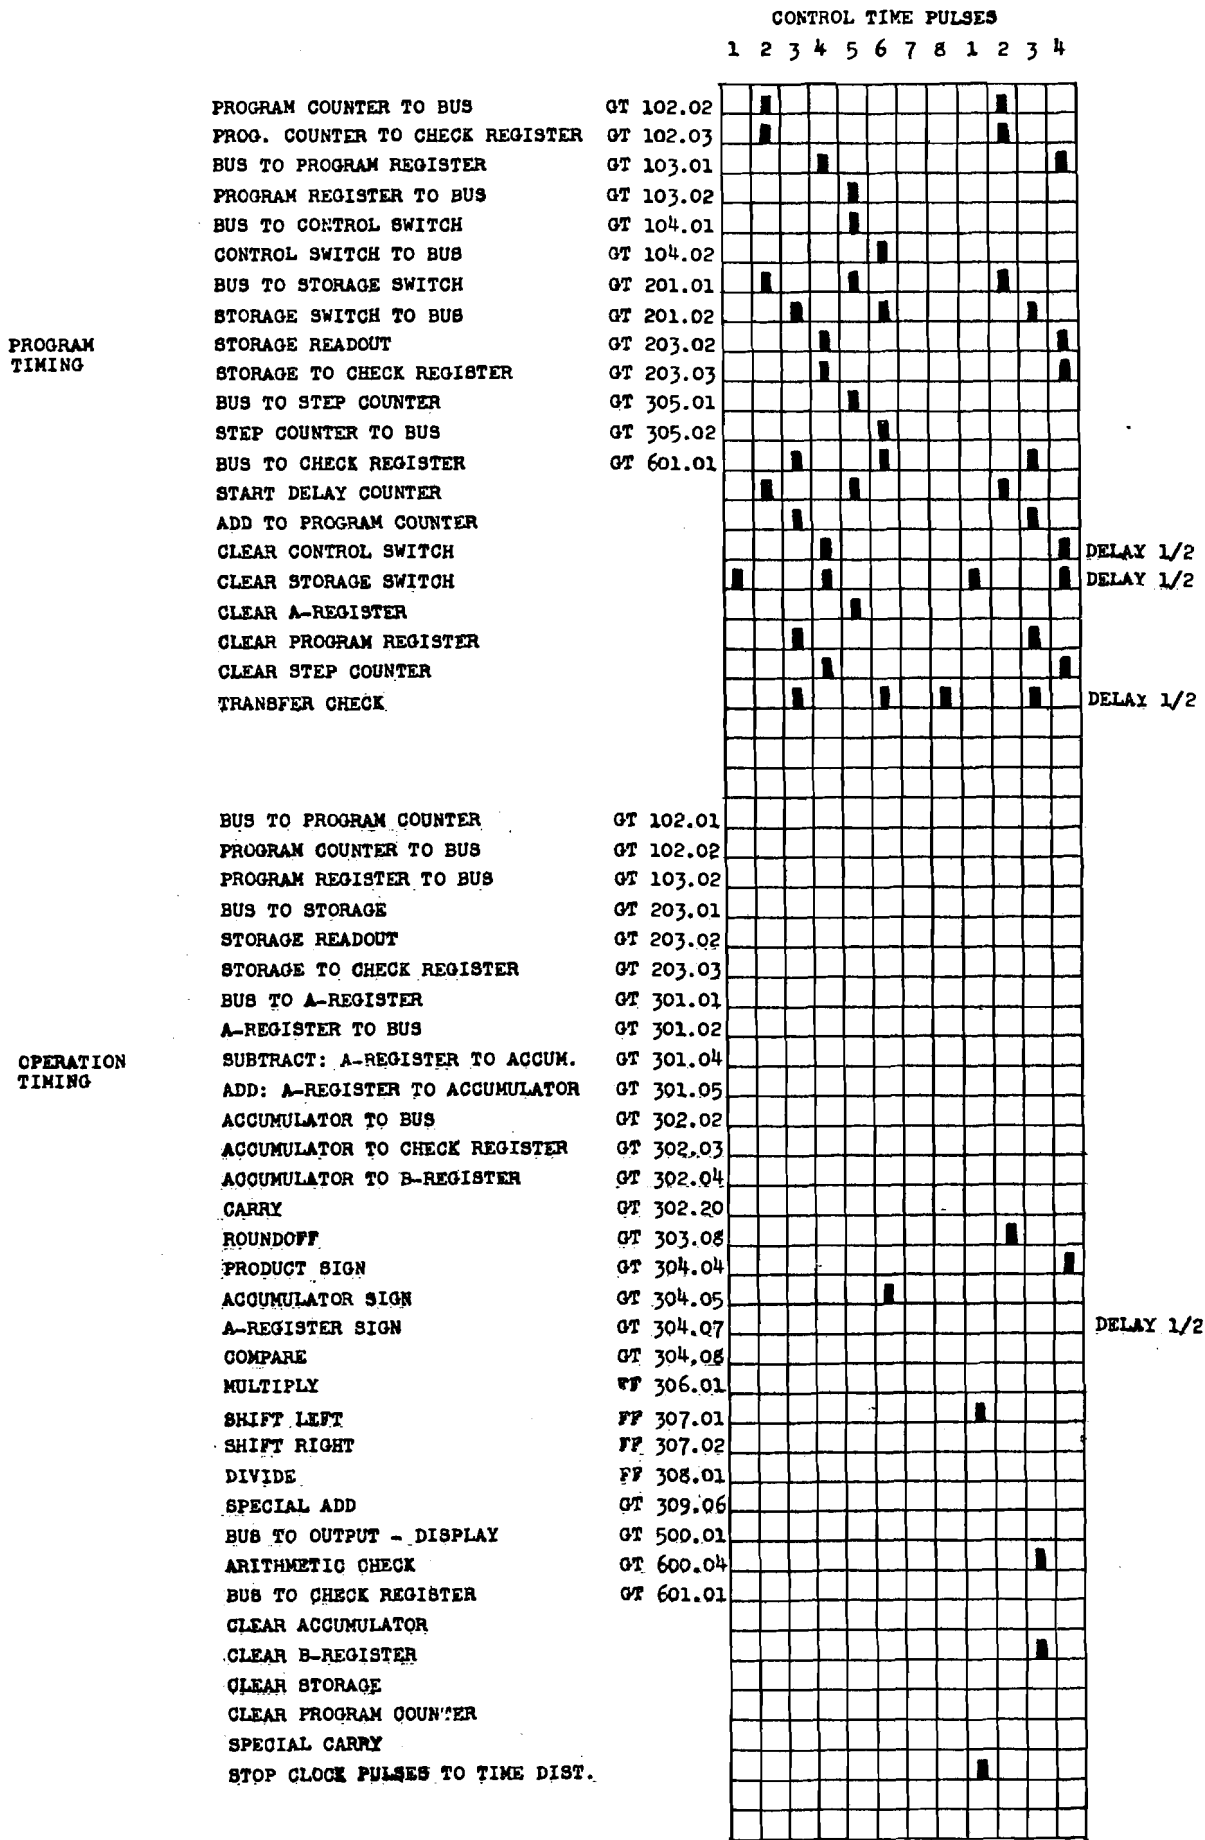 CONTROL TIME PULSES
1 2 3 4 5 6 7 8 1 2 3 4
PROGRAM COUNTER TO BUS GT 102.02
PROG. COUNTER TO CHECK REGISTER GT 102.03
BUS TO PROGRAM REGISTER GT 103.01
PROGRAM REGISTER TO BUS GT 103.02
BUS TO CONTROL SWITCH GT 104.01
CONTROL SWITCH TO BUS GT 104.02
BUS TO STORAGE SWITCH GT 201.01
STORAGE SWITCH TO BUS GT 201.02
PROGRAM TIMING
STORAGE READOUT GT 203.02
STORAGE TO CHECK REGISTER GT 203.03
BUS TO STEP COUNTER GT 305.01
STEP COUNTER TO BUS GT 305.02
BUS TO CHECK REGISTER GT 601.01
START DELAY COUNTER
ADD TO PROGRAM COUNTER
CLEAR CONTROL SWITCH DELAY 1/2
CLEAR STORAGE SWITCH DELAY 1/2
CLEAR A-REGISTER
CLEAR PROGRAM REGISTER
CLEAR STEP COUNTER
TRANSFER CHECK DELAY 1/2
BUS TO PROGRAM COUNTER GT 102.01
PROGRAM COUNTER TO BUS GT 102.02
PROGRAM REGISTER TO BUS GT 103.02
BUS TO STORAGE GT 203.01
STORAGE READOUT GT 203.02
STORAGE TO CHECK REGISTER GT 203.03
BUS TO A-REGISTER GT 301.01
A-REGISTER TO BUS GT 301.02
OPERATION TIMING
SUBTRACT: A-REGISTER TO ACCUM. GT 301.04
ADD: A-REGISTER TO ACCUMULATOR GT 301.05
ACCUMULATOR TO BUS GT 302.02
ACCUMULATOR TO CHECK REGISTER GT 302.03
ACCUMULATOR TO B-REGISTER GT 302.04
CARRY GT 302.20
ROUNDOFF GT 303.08
PRODUCT SIGN GT 304.04
ACCUMULATOR SIGN GT 304.05
A-REGISTER SIGN GT 304.07 DELAY 1/2
COMPARE GT 304.08
MULTIPLY FF 306.01
SHIFT LEFT FF 307.01
SHIFT RIGHT FF 307.02
DIVIDE FF 308.01
SPECIAL ADD GT 309.06
BUS TO OUTPUT - DISPLAY GT 500.01
ARITHMETIC CHECK GT 600.04
BUS TO CHECK REGISTER GT 601.01
CLEAR ACCUMULATOR
CLEAR B-REGISTER
CLEAR STORAGE
CLEAR PROGRAM COUNTER
SPECIAL CARRY
STOP CLOCK PULSES TO TIME DIST.